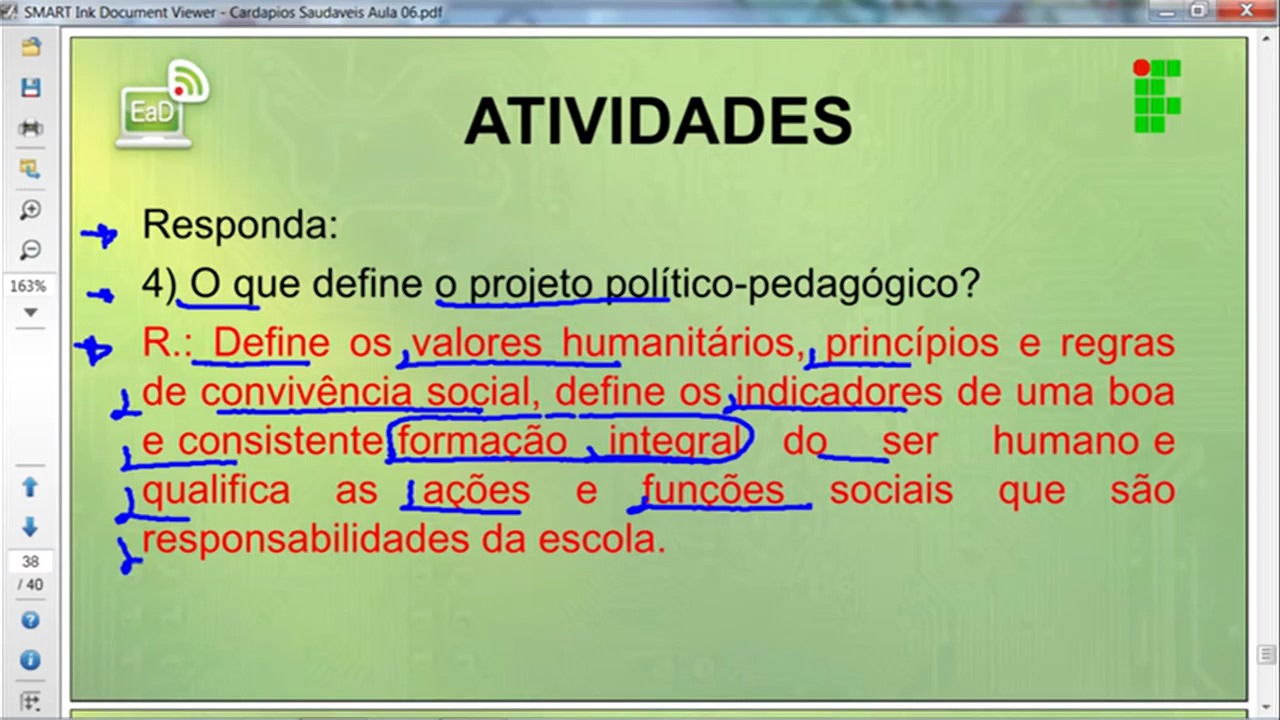 SMART Ink Document Viewer - Cardapios Saudaveis Aula 06.pdf
EaD
ATIVIDADES
Responda:
4) O que define o projeto político-pedagógico?
R.: Define os valores humanitários, princípios e regras
de convivência social, define os indicadores de uma boa
e consistente formação integral do ser humano e
qualifica as ações e funções sociais que são
responsabilidades da escola.
163%
38
/ 40